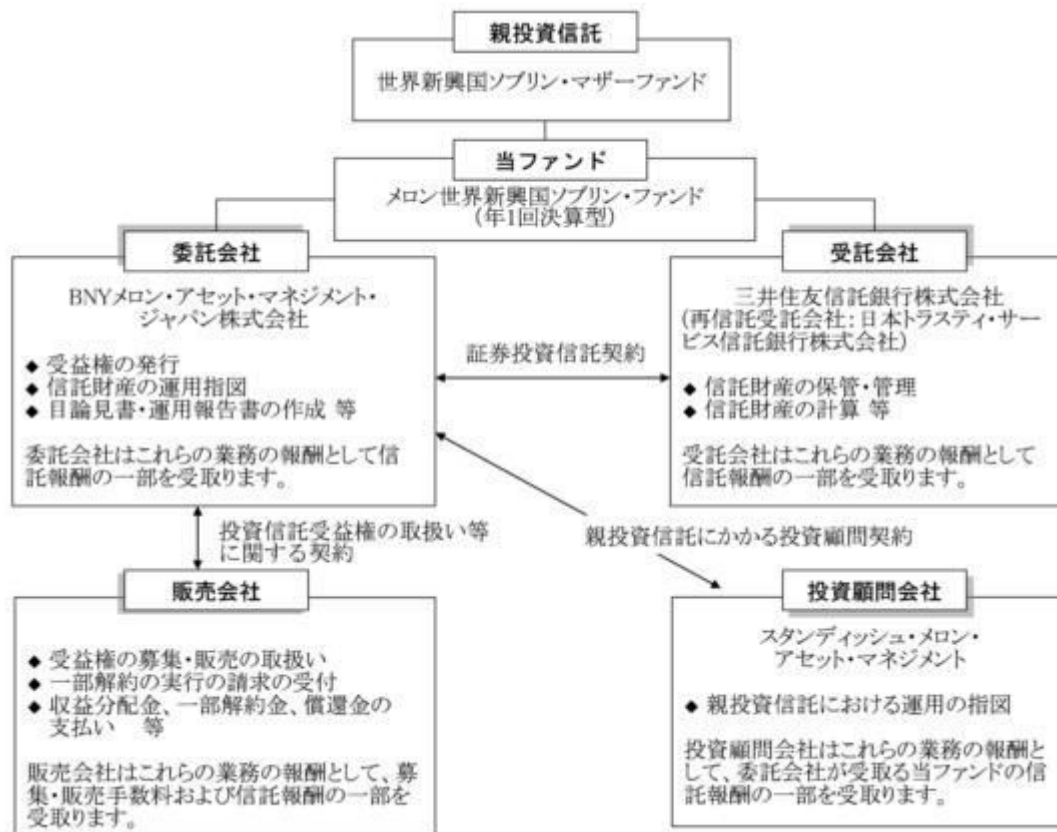 親投資信託
世界新興国ソブリン・マザーファンド
当ファンド
メロン世界新興国ソブリン・ファンド
(年1回決算型)
委託会社
BNYメロン・アセット・マネジメント・
ジャパン株式会社
◆ 受益権の発行
◆ 信託財産の運用指図
◆ 目論見書・運用報告書の作成 等
委託会社はこれらの業務の報酬として信
託報酬の一部を受取ります。
証券投資信託契約
受託会社
三井住友信託銀行株式会社
(再信託受託会社:日本トラスティ・サー
ビス信託銀行株式会社)
◆ 信託財産の保管・管理
◆ 信託財産の計算 等
受託会社はこれらの業務の報酬として
信託報酬の一部を受取ります。
投資信託受益権の取扱い等
に関する契約
親投資信託にかかる投資顧問契約
販売会社
◆ 受益権の募集・販売の取扱い
◆ 一部解約の実行の請求の受付
◆ 収益分配金、一部解約金、償還金の
支払い 等
販売会社はこれらの業務の報酬として、募
集・販売手数料および信託報酬の一部を
受取ります。
投資顧問会社
スタンディッシュ・メロン・
アセット・マネジメント
◆ 親投資信託における運用の指図
投資顧問会社はこれらの業務の報酬と
して、委託会社が受取る当ファンドの信
託報酬の一部を受取ります。